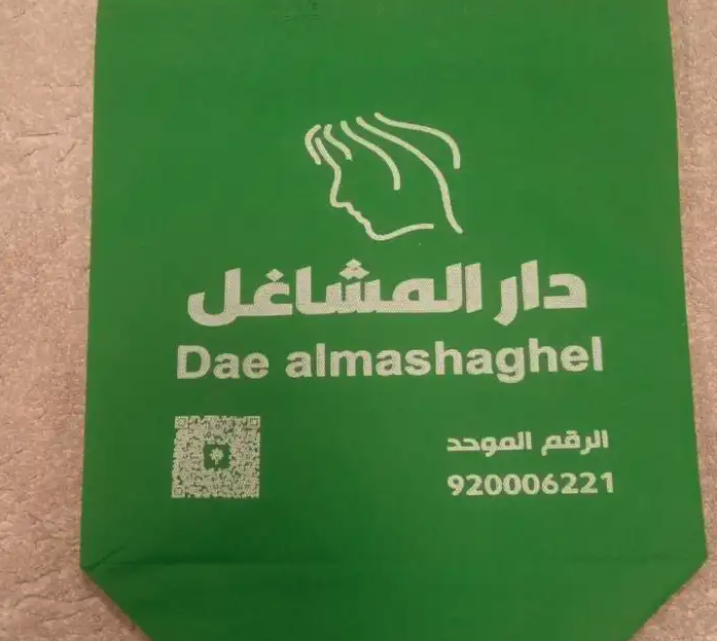 دار المشاغل
Dae almashaghel
الرقم الموحد
920006221